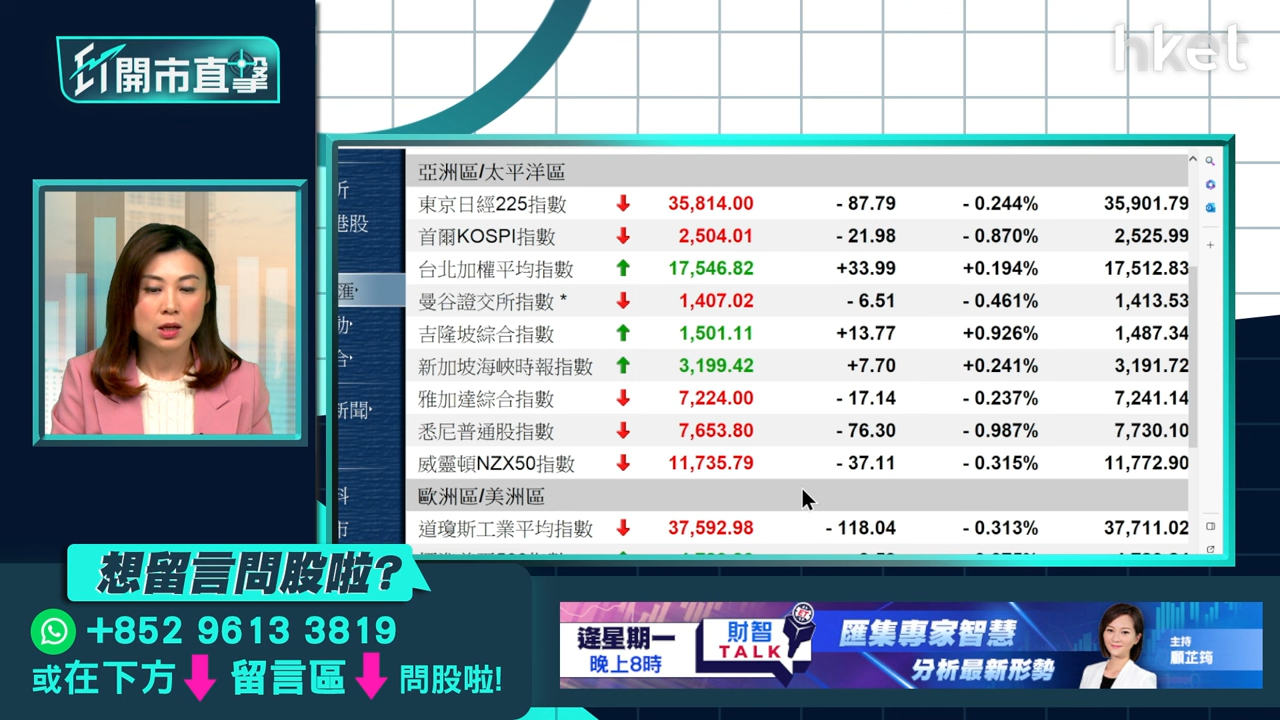 開市直擊
hket
亞洲區/太平洋區
東京日經225指數 35,814.00 - 87.79 - 0.244% 35,901.79
首爾KOSPI指數 2,504.01 - 21.98 - 0.870% 2,525.99
台北加權平均指數 17,546.82 +33.99 +0.194% 17,512.83
曼谷證交所指數 * 1,407.02 - 6.51 - 0.461% 1,413.53
吉隆坡綜合指數 1,501.11 +13.77 +0.926% 1,487.34
新加坡海峽時報指數 3,199.42 +7.70 +0.241% 3,191.72
雅加達綜合指數 7,224.00 - 17.14 - 0.237% 7,241.14
悉尼普通股指數 7,653.80 - 76.30 - 0.987% 7,730.10
威靈頓NZX50指數 11,735.79 - 37.11 - 0.315% 11,772.90
歐洲區/美洲區
道瓊斯工業平均指數 37,592.98 - 118.04 - 0.313% 37,711.02
港股
匯
新聞
想留言問股啦?
+852 9613 3819
或在下方 留言區 問股啦!
逢星期一
晚上8時
財智
TALK
匯集專家智慧
分析最新形勢
主持
顧芷筠